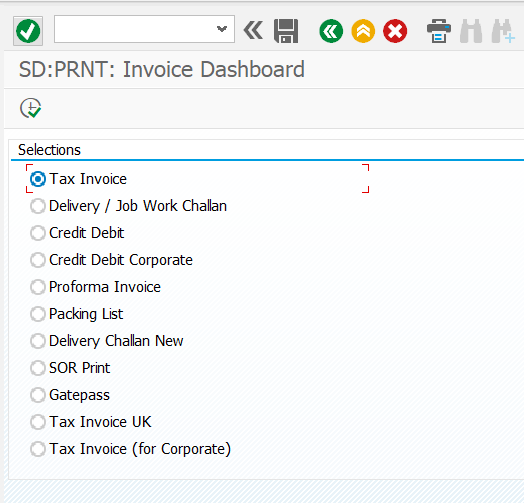 SD:PRNT: Invoice Dashboard
Selections
Tax Invoice
Delivery / Job Work Challan
Credit Debit
Credit Debit Corporate
Proforma Invoice
Packing List
Delivery Challan New
SOR Print
Gatepass
Tax Invoice UK
Tax Invoice (for Corporate)